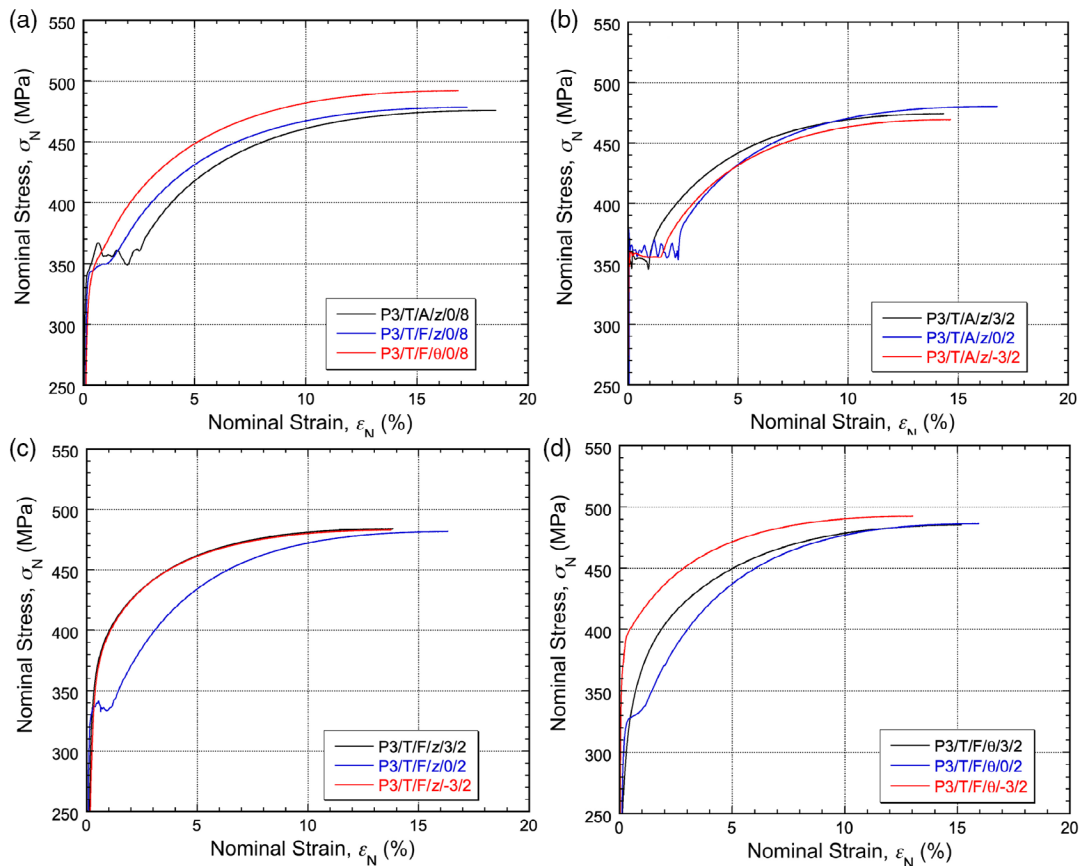 (a)
550
500
450
400
350
300
250
0
5
10
15
20
Nominal Stress, σN (MPa)
Nominal Strain, εN (%)
P3/T/A/z/0/8
P3/T/F/z/0/8
P3/T/F/θ/0/8
(b)
550
500
450
400
350
300
250
0
5
10
15
20
Nominal Stress, σN (MPa)
Nominal Strain, εN (%)
P3/T/A/z/3/2
P3/T/A/z/0/2
P3/T/A/z/-3/2
(c)
550
500
450
400
350
300
250
0
5
10
15
20
Nominal Stress, σN (MPa)
Nominal Strain, εN (%)
P3/T/F/z/3/2
P3/T/F/z/0/2
P3/T/F/z/-3/2
(d)
550
500
450
400
350
300
250
0
5
10
15
20
Nominal Stress, σN (MPa)
Nominal Strain, εN (%)
P3/T/F/θ/3/2
P3/T/F/θ/0/2
P3/T/F/θ/-3/2